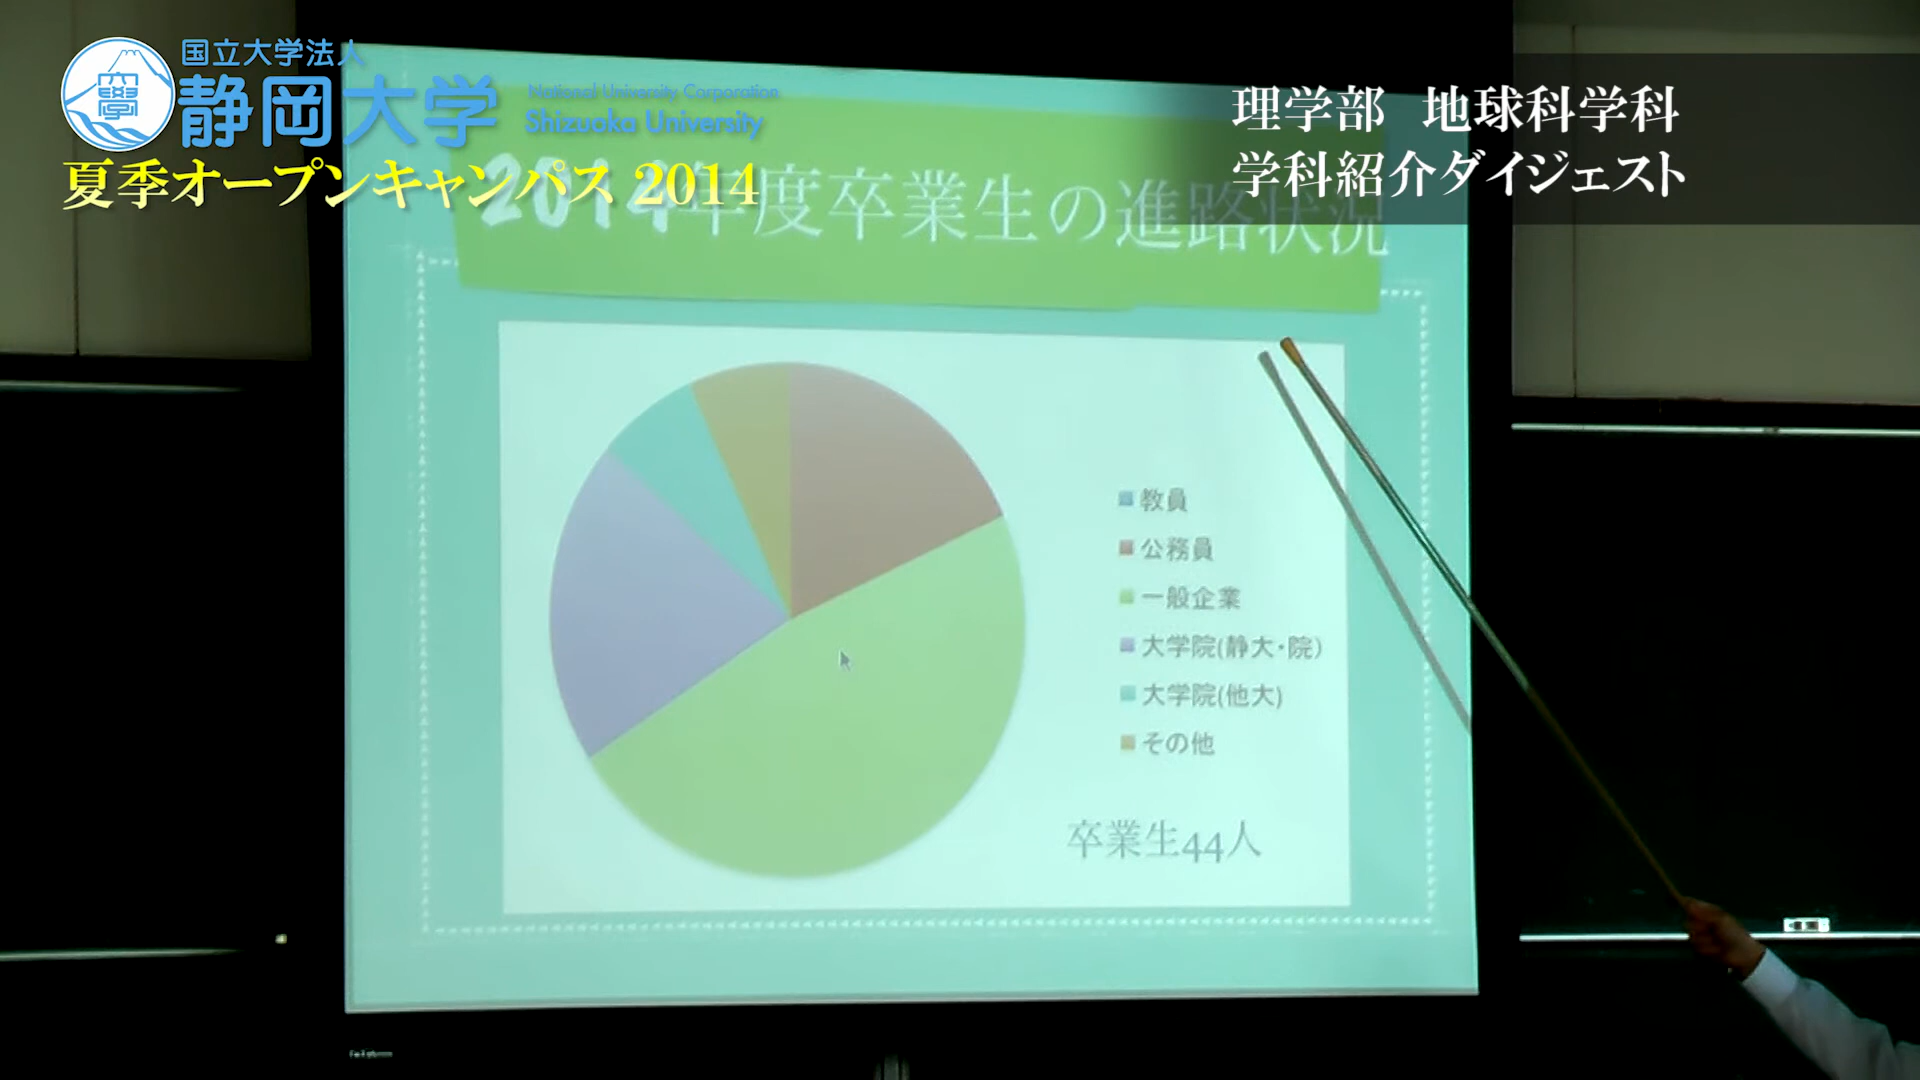 国立大学法人
静岡大学
National University Corporation
Shizuoka University
夏季オープンキャンパス 2014
理学部 地球科学科
学科紹介ダイジェスト
2014年度卒業生の進路状況
教員
公務員
一般企業
大学院(静大・院)
大学院(他大)
その他
卒業生44人